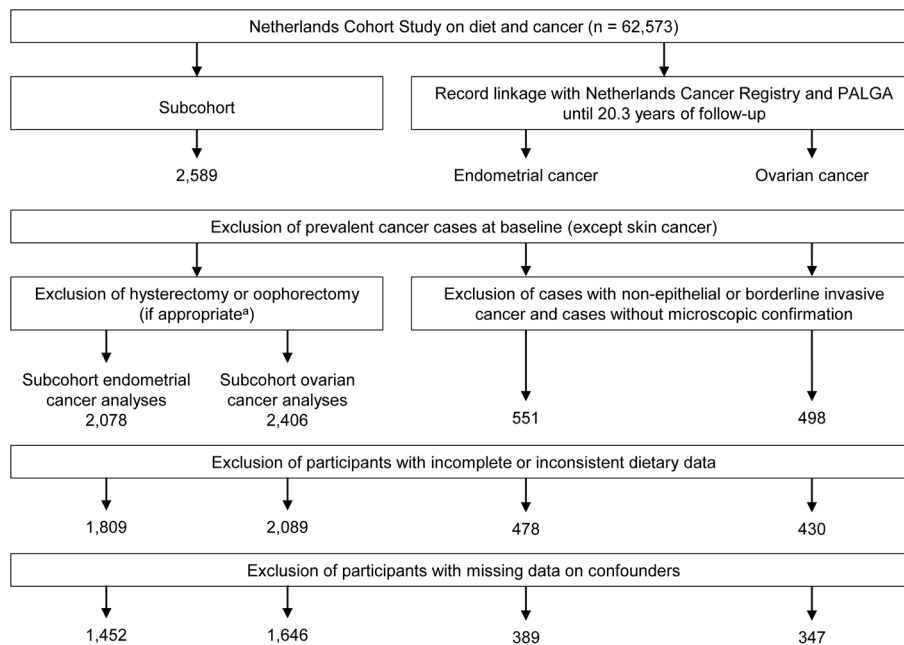 Netherlands Cohort Study on diet and cancer (n = 62,573)
Subcohort
Record linkage with Netherlands Cancer Registry and PALGA
until 20.3 years of follow-up
2,589
Endometrial cancer
Ovarian cancer
Exclusion of prevalent cancer cases at baseline (except skin cancer)
Exclusion of hysterectomy or oophorectomy
(if appropriateᵃ)
Exclusion of cases with non-epithelial or borderline invasive
cancer and cases without microscopic confirmation
Subcohort endometrial
cancer analyses
2,078
Subcohort ovarian
cancer analyses
2,406
551
498
Exclusion of participants with incomplete or inconsistent dietary data
1,809
2,089
478
430
Exclusion of participants with missing data on confounders
1,452
1,646
389
347